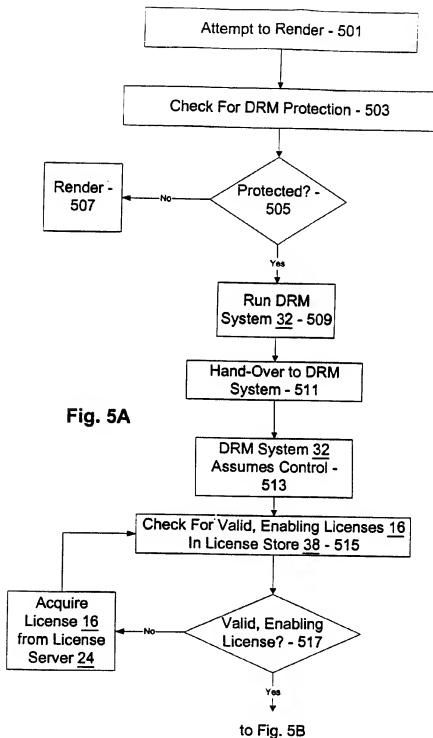 Attempt to Render - 501
Check For DRM Protection - 503
Render -
507
No
Protected? -
505
Yes
Run DRM
System 32 - 509
Hand-Over to DRM
System - 511
Fig. 5A
DRM System 32
Assumes Control -
513
Check For Valid, Enabling Licenses 16
In License Store 38 - 515
Acquire
License 16
from License
Server 24
No
Valid, Enabling
License? - 517
Yes
to Fig. 5B